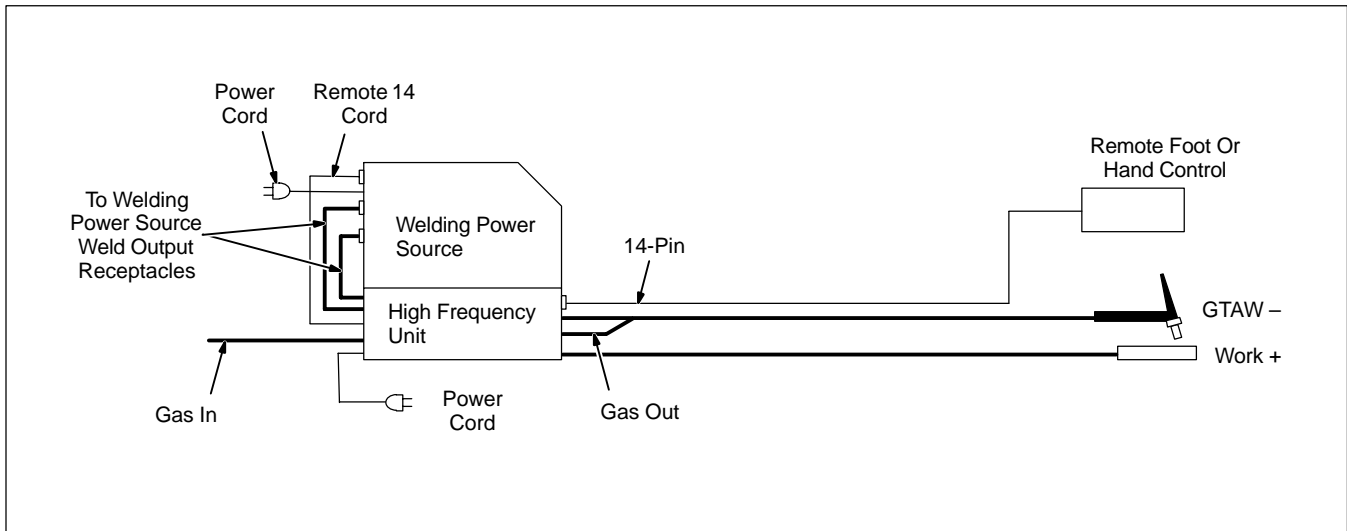 Power
Cord
Remote 14
Cord
Remote Foot Or
Hand Control
To Welding
Power Source
Weld Output
Receptacles
Welding Power
Source
14-Pin
High Frequency
Unit
GTAW –
Work +
Gas In
Power
Cord
Gas Out